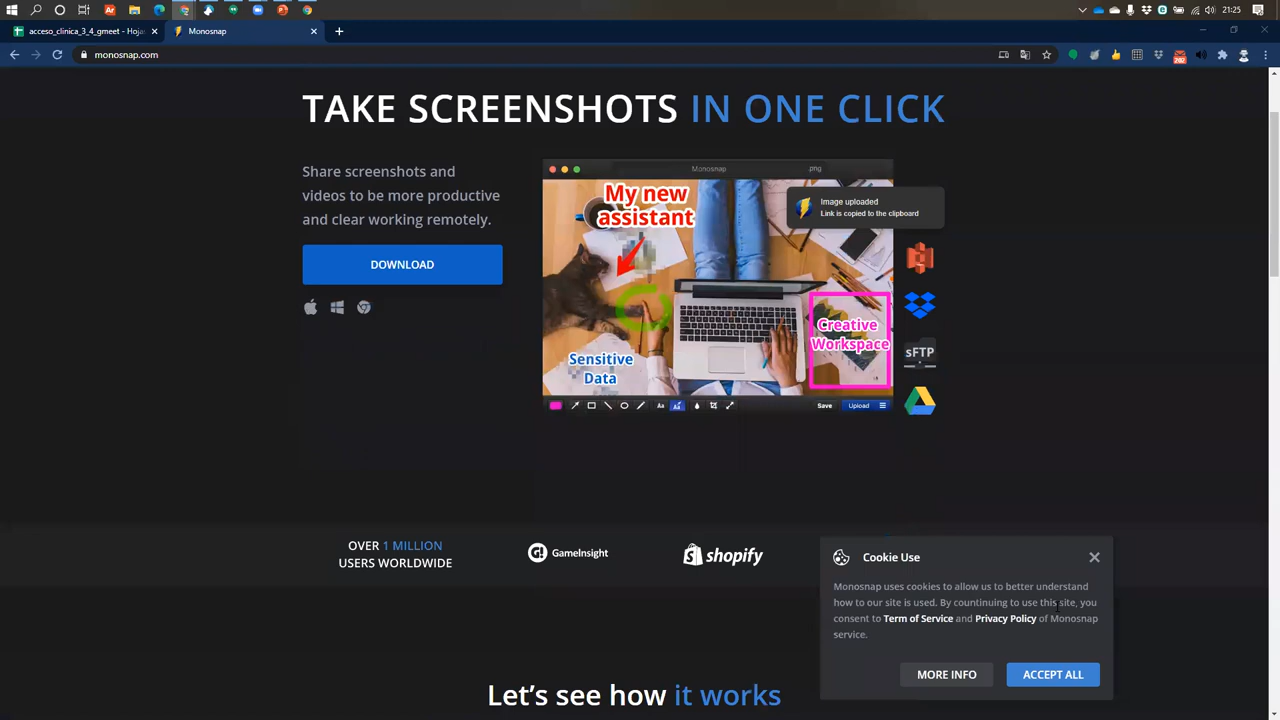 21:25
acceso_clinica_3_4_gmeet - Hoja
Monosnap
monosnap.com
282
TAKE SCREENSHOTS IN ONE CLICK
Share screenshots and
videos to be more productive
and clear working remotely.
DOWNLOAD
Monosnap
.png
My new
assistant
Image uploaded
Link is copied to the clipboard
Creative
Workspace
Sensitive
Data
sFTP
Aa
Save
Upload
OVER 1 MILLION
USERS WORLDWIDE
GameInsight
shopify
Cookie Use
Monosnap uses cookies to allow us to better understand
how to our site is used. By countinuing to use this site, you
consent to Term of Service and Privacy Policy of Monosnap
service.
MORE INFO
ACCEPT ALL
Let's see how it works